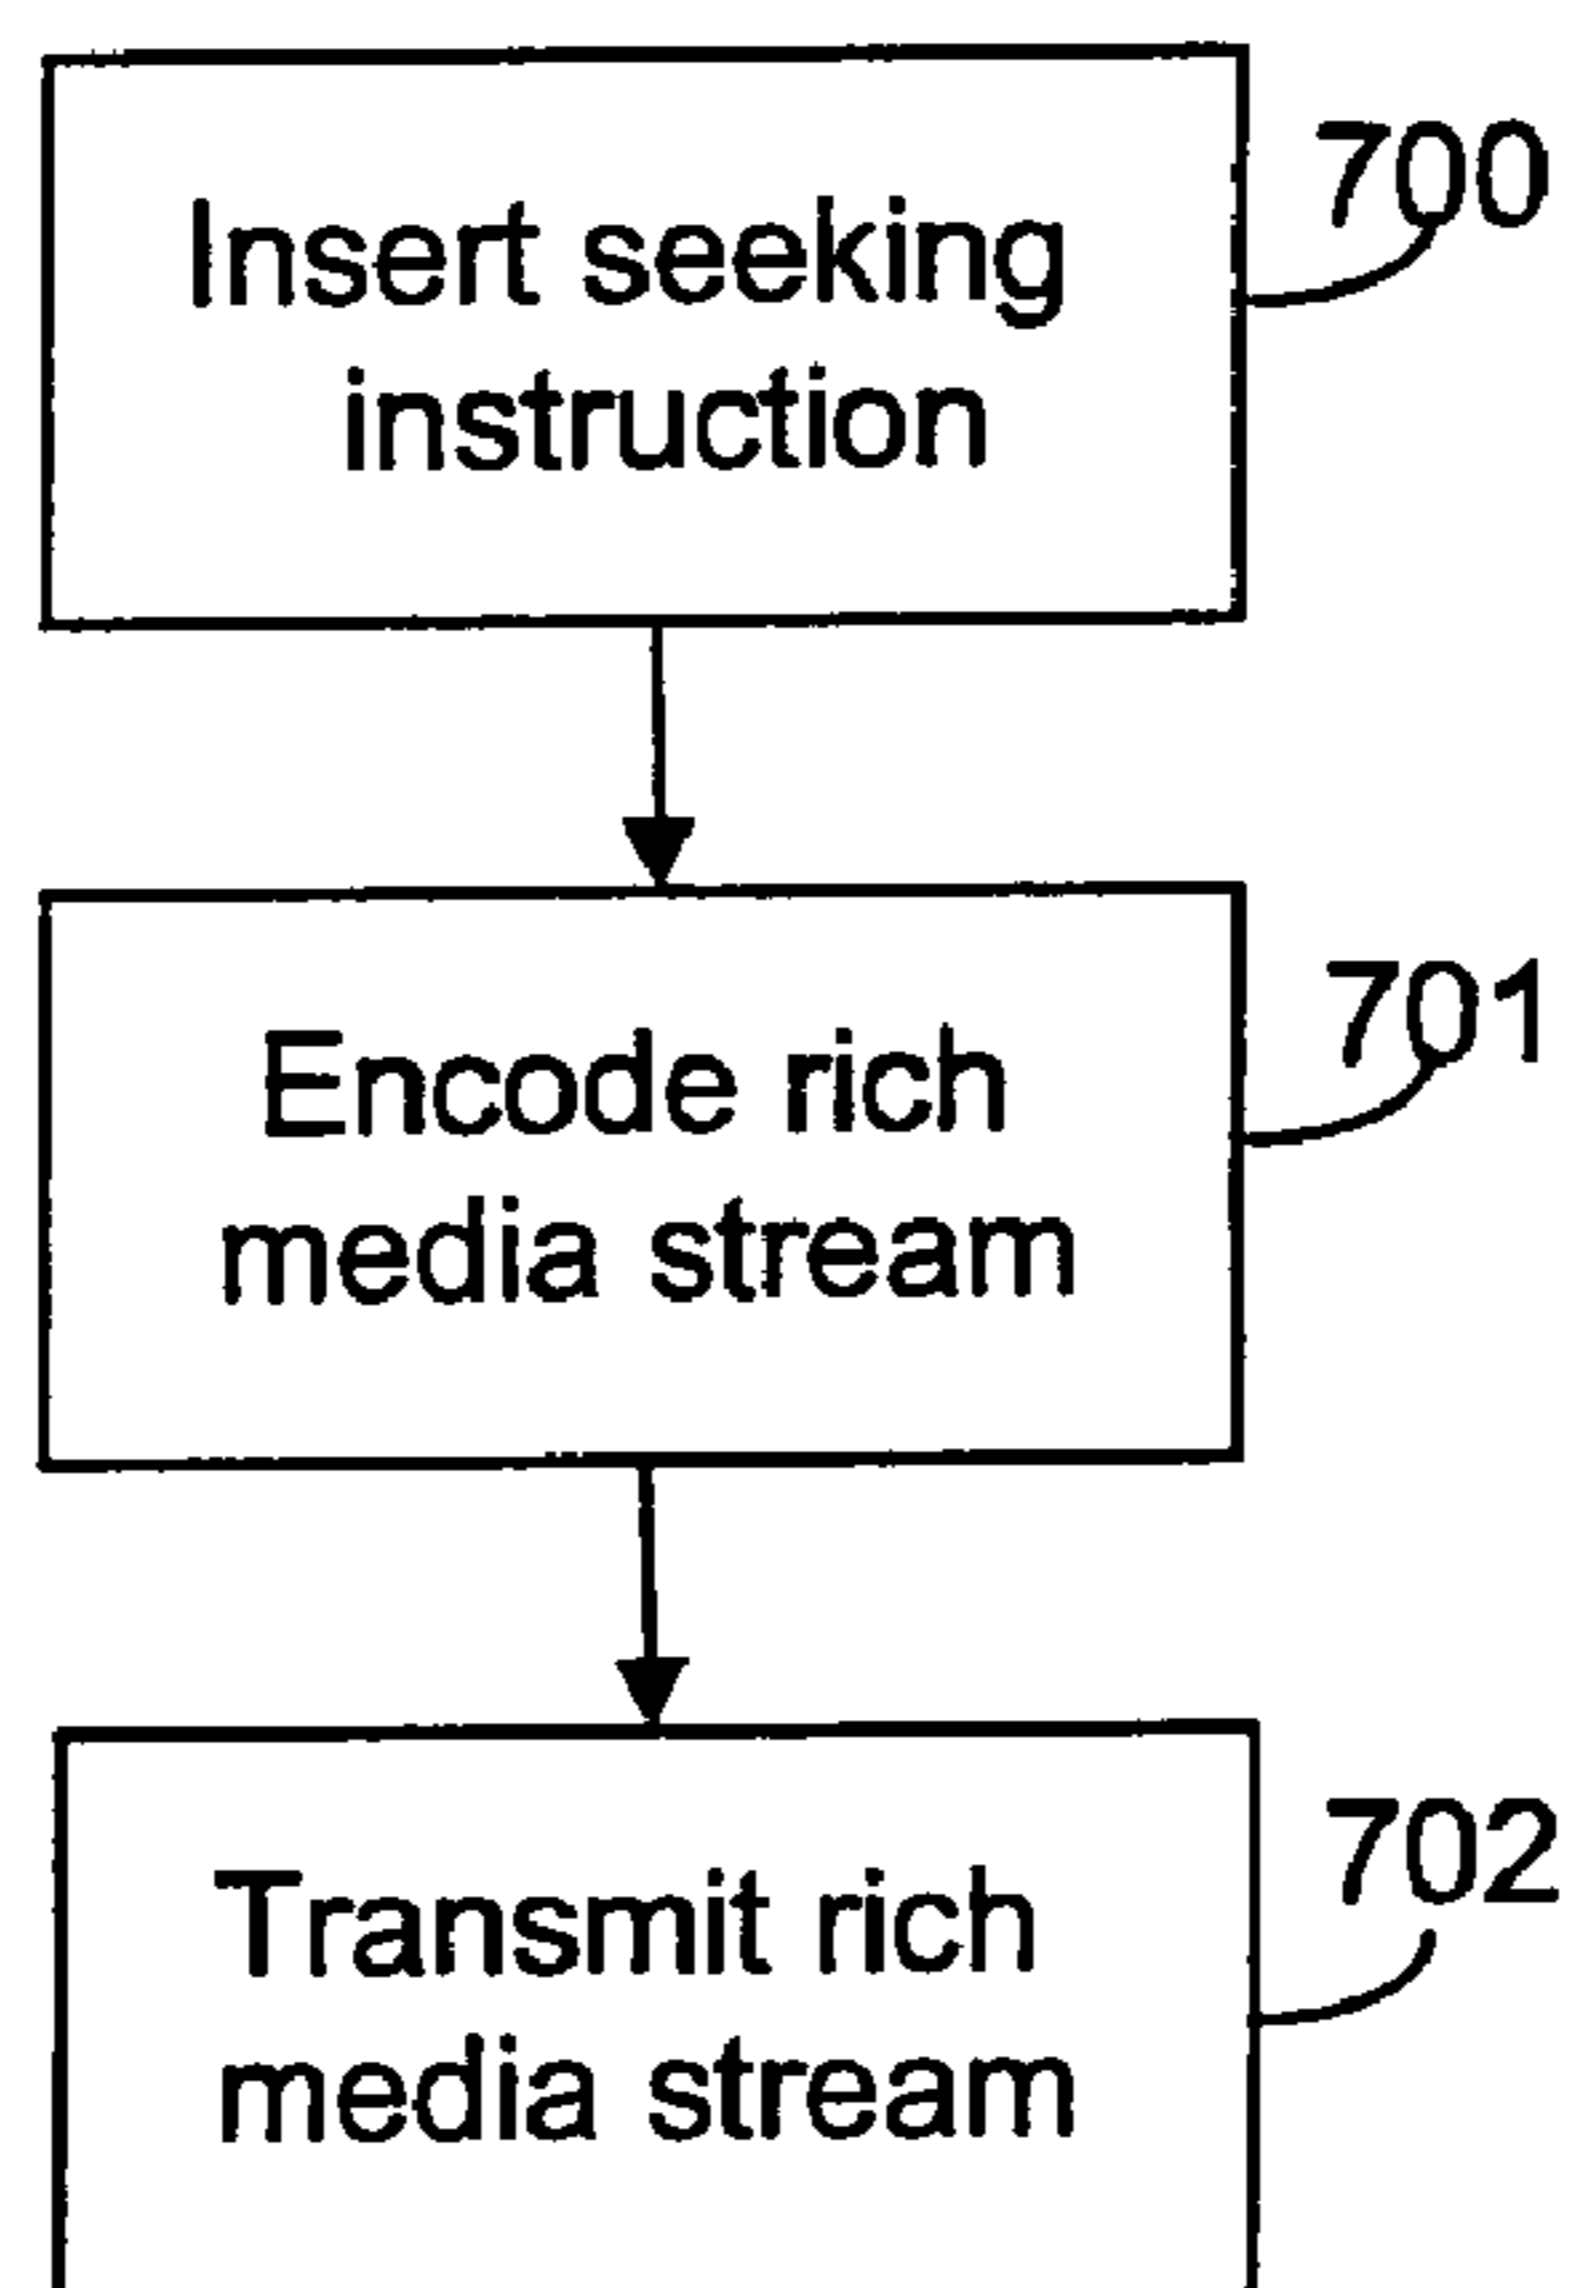 Insert seeking
instruction
700
Encode rich
media stream
701
Transmit rich
media stream
702